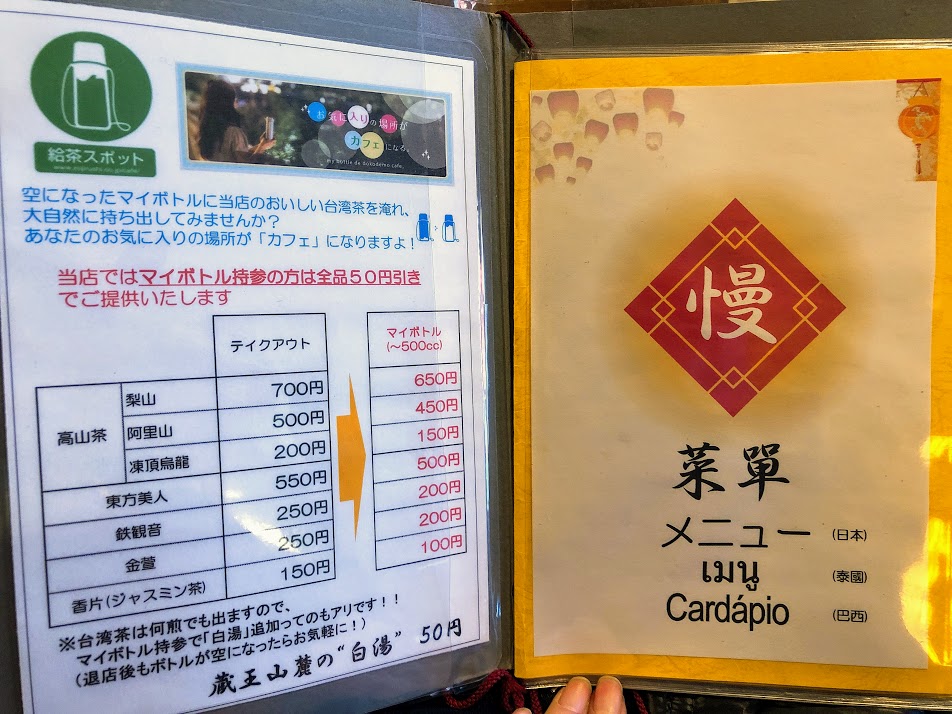 給茶スポット
お気に入りの場所が
カフェになる。
my bottle de dokodemo cafe
空になったマイボトルに当店のおいしい台湾茶を淹れ、
大自然に持ち出してみませんか？
あなたのお気に入りの場所が「カフェ」になりますよ！
当店ではマイボトル持参の方は全品５０円引き
でご提供いたします
テイクアウト
マイボトル
(～500cc)
高山茶
梨山 700円 650円
阿里山 500円 450円
凍頂烏龍 200円 150円
東方美人 550円 500円
鉄観音 250円 200円
金萱 250円 200円
香片(ジャスミン茶) 150円 100円
※台湾茶は何煎でも出ますので、
マイボトル持参で「白湯」追加ってのもアリです！！
(退店後もボトルが空になったらお気軽に！)
蔵王山麓の“白湯” 50円
慢
菜單
メニュー (日本)
เมนู (泰國)
Cardápio (巴西)